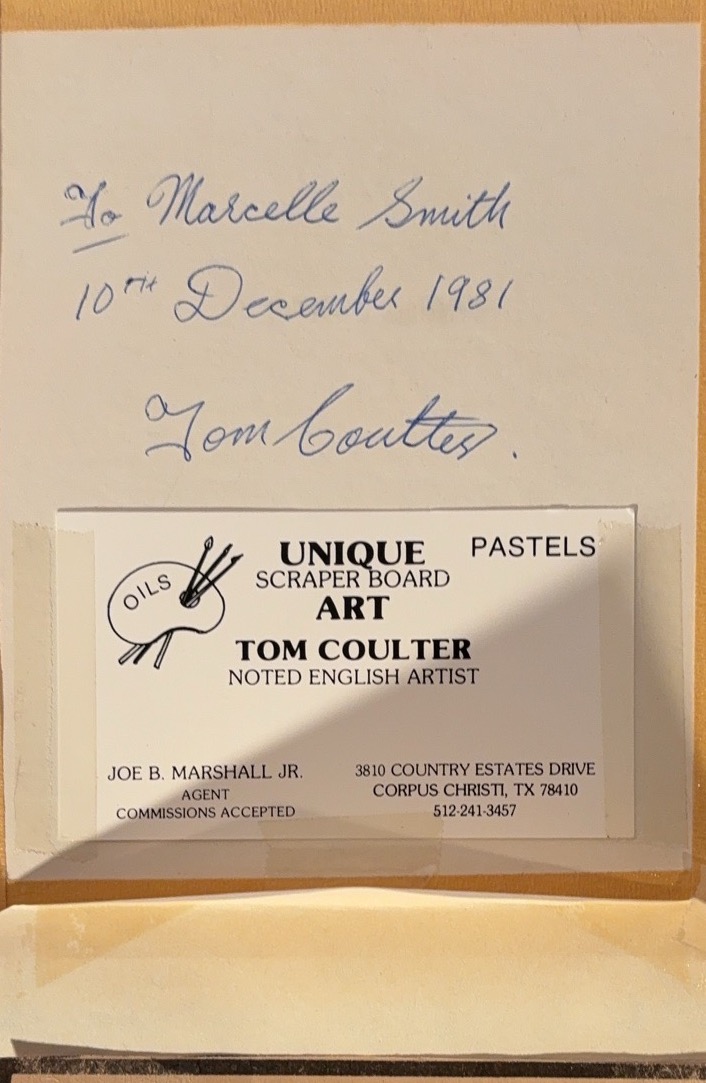 To Marcelle Smith
10TH December 1981
Tom Coulter.
OILS
UNIQUE
PASTELS
SCRAPER BOARD
ART
TOM COULTER
NOTED ENGLISH ARTIST
JOE B. MARSHALL JR.
AGENT
COMMISSIONS ACCEPTED
3810 COUNTRY ESTATES DRIVE
CORPUS CHRISTI, TX 78410
512-241-3457